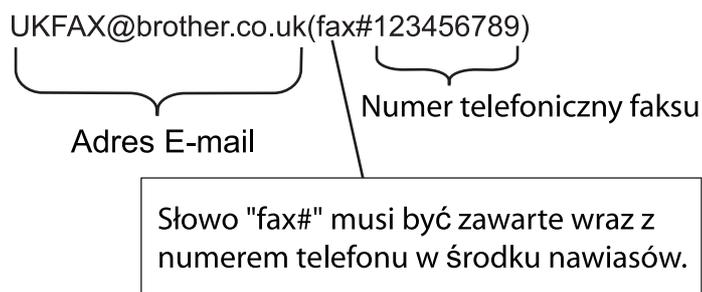 UKFAX@brother.co.uk(fax#123456789)
Numer telefoniczny faksu
Adres E-mail
Słowo "fax#" musi być zawarte wraz z
numerem telefonu w środku nawiasów.